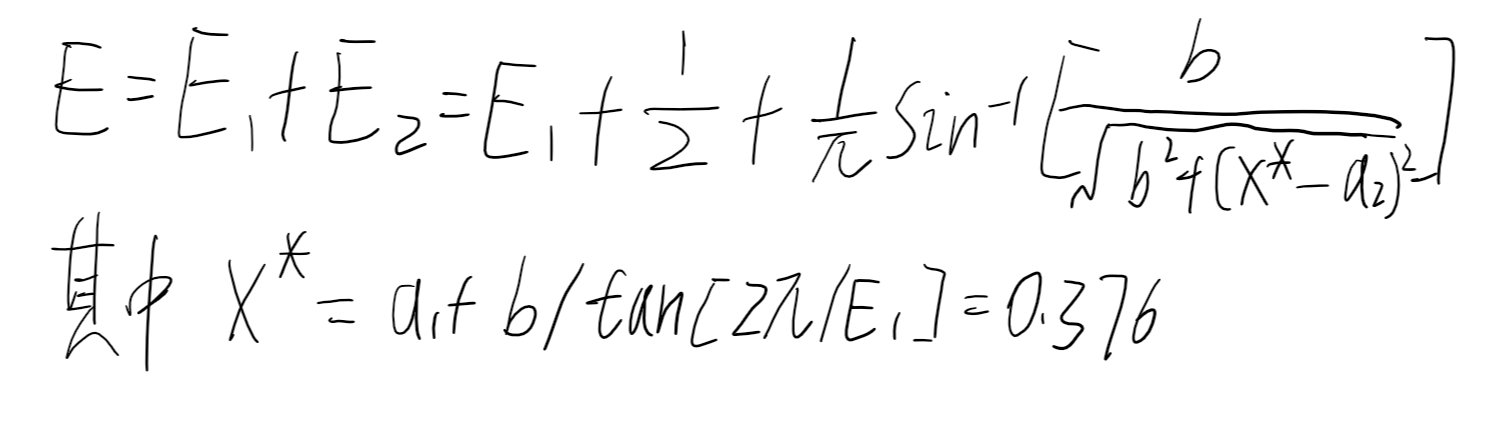 E = E₁ + E₂ = E₁ + 1/2 + 1/π sin⁻¹[b/√(b² + (x* − a₂)²)]
其中 x* = a₁ + b/tan[2π/E₁] = 0.376